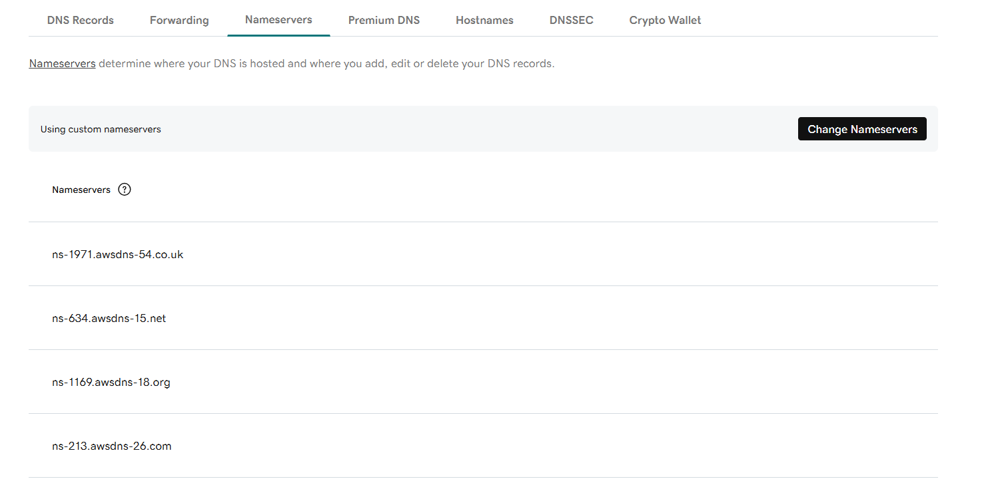 DNS Records Forwarding Nameservers Premium DNS Hostnames DNSSEC Crypto Wallet
Nameservers determine where your DNS is hosted and where you add, edit or delete your DNS records.
Using custom nameservers Change Nameservers
Nameservers ?
ns-1971.awsdns-54.co.uk
ns-634.awsdns-15.net
ns-1169.awsdns-18.org
ns-213.awsdns-26.com